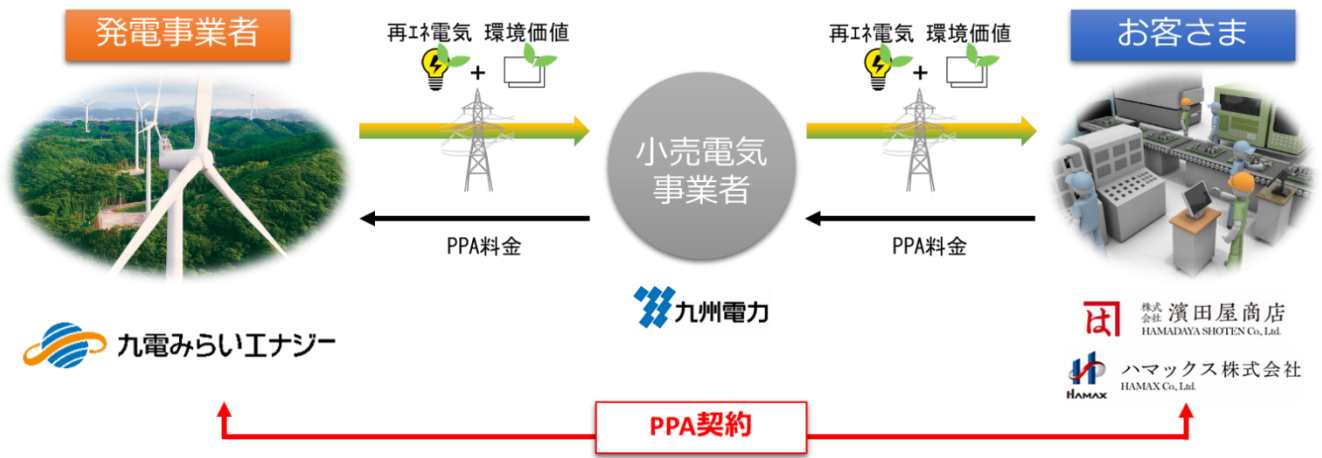 発電事業者
再エネ電気 環境価値
+
再エネ電気 環境価値
+
お客さま
小売電気
事業者
PPA料金
PPA料金
九州電力
九電みらいエナジー
は
株式会社 濱田屋商店
HAMADAYA SHOTEN Co., Ltd.
HAMAX
ハマックス株式会社
HAMAX Co., Ltd.
PPA契約